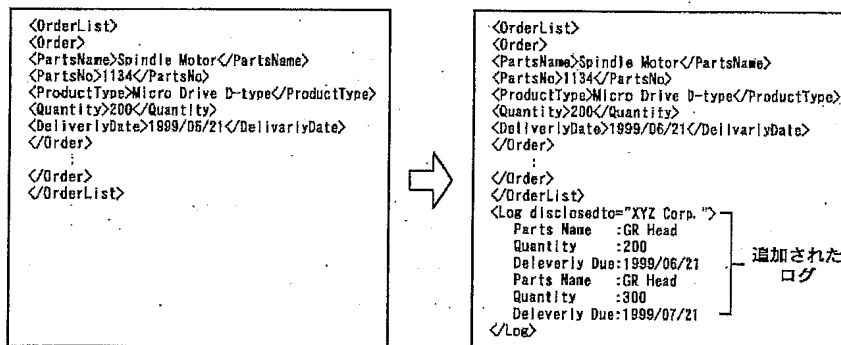 <OrderList>
<Order>
<PartsName>Spindle Motor</PartsName>
<PartsNo>1134</PartsNo>
<ProductType>Micro Drive D-type</ProductType>
<Quantity>200</Quantity>
<DeliverlyDate>1999/06/21</DelivarlyDate>
</Order>
:
</Order>
</OrderList>
<OrderList>
<Order>
<PartsName>Spindle Motor</PartsName>
<PartsNo>1134</PartsNo>
<ProductType>Micro Drive D-type</ProductType>
<Quantity>200</Quantity>
<DeliverlyDate>1999/06/21</DelivarlyDate>
</Order>
:
</Order>
</OrderList>
<Log disclosedto="XYZ Corp.">
Parts Name :GR Head
Quantity :200
Deleverly Due:1999/06/21
Parts Name :GR Head
Quantity :300
Deleverly Due:1999/07/21
</Log>
追加された
ログ